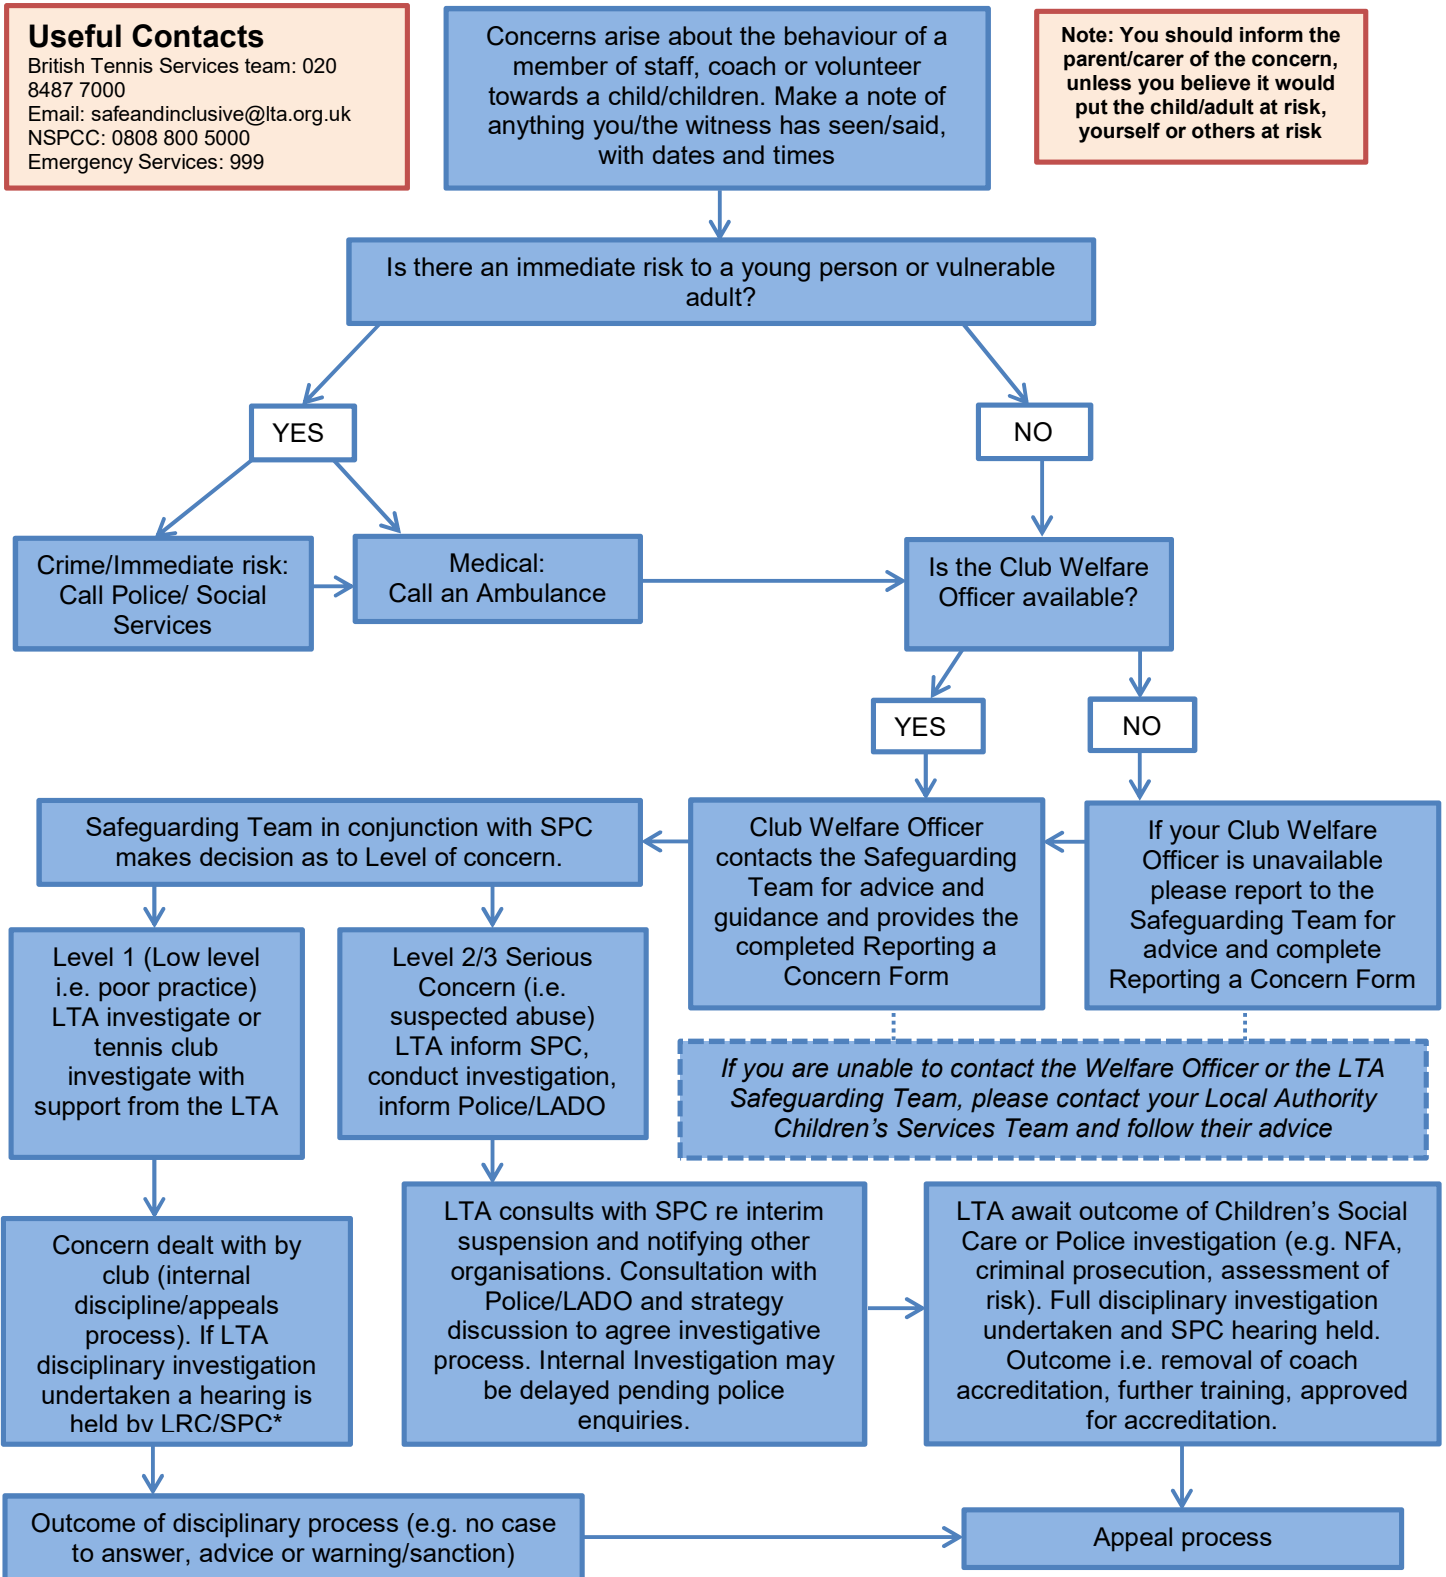 Useful Contacts
British Tennis Services team: 020
8487 7000
Email: safeandinclusive@lta.org.uk
NSPCC: 0808 800 5000
Emergency Services: 999
Concerns arise about the behaviour of a
member of staff, coach or volunteer
towards a child/children. Make a note of
anything you/the witness has seen/said,
with dates and times
Note: You should inform the
parent/carer of the concern,
unless you believe it would
put the child/adult at risk,
yourself or others at risk
Is there an immediate risk to a young person or vulnerable
adult?
YES
NO
Crime/Immediate risk:
Call Police/ Social
Services
Medical:
Call an Ambulance
Is the Club Welfare
Officer available?
YES
NO
Safeguarding Team in conjunction with SPC
makes decision as to Level of concern.
Club Welfare Officer
contacts the Safeguarding
Team for advice and
guidance and provides the
completed Reporting a
Concern Form
If your Club Welfare
Officer is unavailable
please report to the
Safeguarding Team for
advice and complete
Reporting a Concern Form
Level 1 (Low level
i.e. poor practice)
LTA investigate or
tennis club
investigate with
support from the LTA
Level 2/3 Serious
Concern (i.e.
suspected abuse)
LTA inform SPC,
conduct investigation,
inform Police/LADO
If you are unable to contact the Welfare Officer or the LTA
Safeguarding Team, please contact your Local Authority
Children’s Services Team and follow their advice
Concern dealt with by
club (internal
discipline/appeals
process). If LTA
disciplinary investigation
undertaken a hearing is
held by LRC/SPC*
LTA consults with SPC re interim
suspension and notifying other
organisations. Consultation with
Police/LADO and strategy
discussion to agree investigative
process. Internal Investigation may
be delayed pending police
enquiries.
LTA await outcome of Children’s Social
Care or Police investigation (e.g. NFA,
criminal prosecution, assessment of
risk). Full disciplinary investigation
undertaken and SPC hearing held.
Outcome i.e. removal of coach
accreditation, further training, approved
for accreditation.
Outcome of disciplinary process (e.g. no case
to answer, advice or warning/sanction)
Appeal process